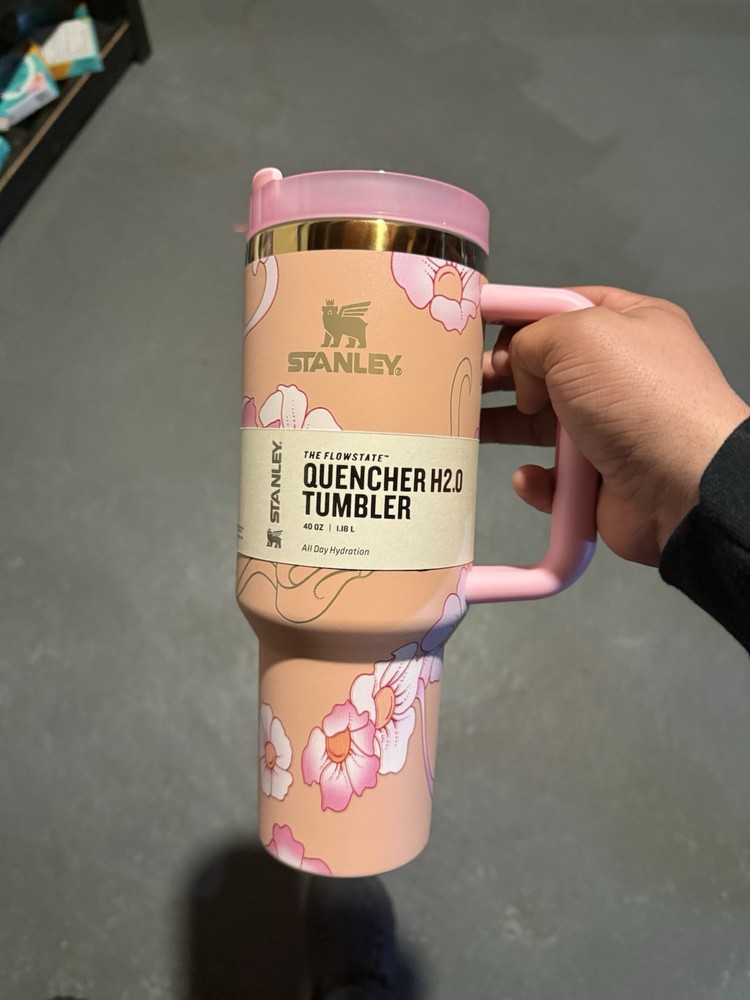 STANLEY®
STANLEY®
THE FLOWSTATE™
QUENCHER H2.0
TUMBLER
40 OZ | 1.18 L
All Day Hydration